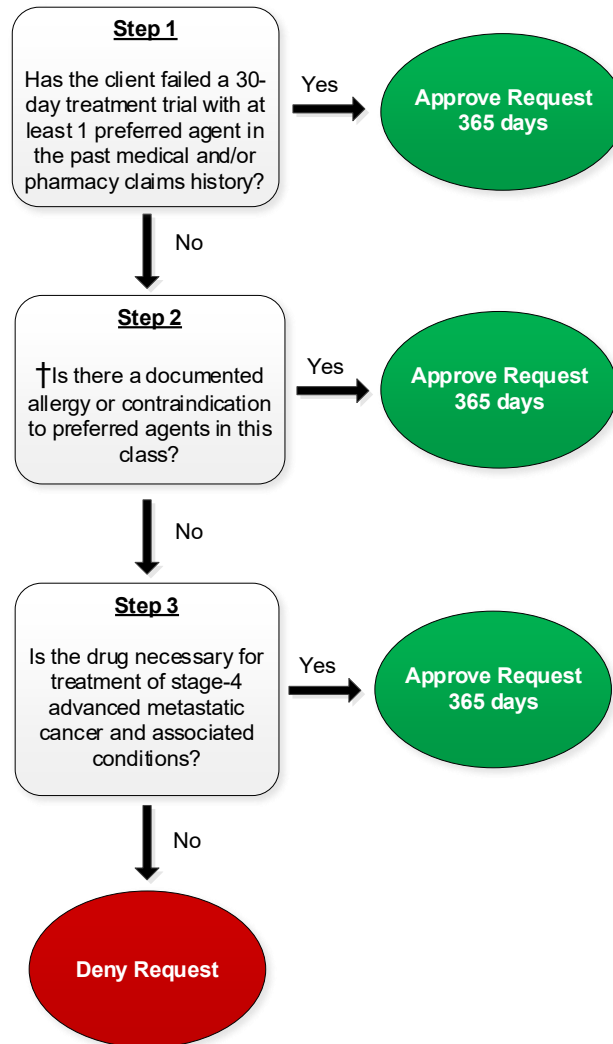 Step 1
Has the client failed a 30-
day treatment trial with at
least 1 preferred agent in
the past medical and/or
pharmacy claims history?
Yes
Approve Request
365 days
No
Step 2
†Is there a documented
allergy or contraindication
to preferred agents in this
class?
Yes
Approve Request
365 days
No
Step 3
Is the drug necessary for
treatment of stage-4
advanced metastatic
cancer and associated
conditions?
Yes
Approve Request
365 days
No
Deny Request